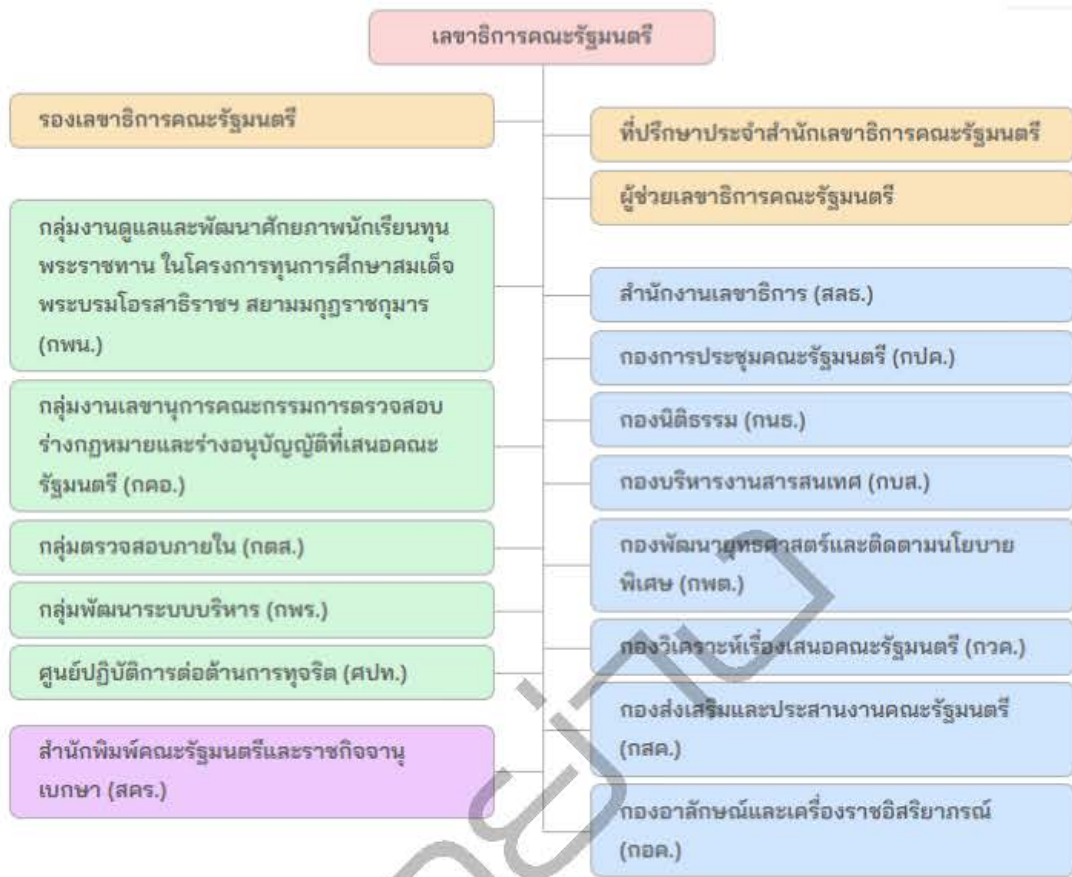 เลขาธิการคณะรัฐมนตรี
รองเลขาธิการคณะรัฐมนตรี
ที่ปรึกษาประจำสำนักเลขาธิการคณะรัฐมนตรี
ผู้ช่วยเลขาธิการคณะรัฐมนตรี
กลุ่มงานดูแลและพัฒนาศักยภาพนักเรียนทุน
พระราชทาน ในโครงการทุนการศึกษาสมเด็จ
พระบรมโอรสาธิราชฯ สยามมกุฎราชกุมาร
(กพน.)
กลุ่มงานเลขานุการคณะกรรมการตรวจสอบ
ร่างกฎหมายและร่างอนุบัญญัติที่เสนอคณะ
รัฐมนตรี (กคอ.)
กลุ่มตรวจสอบภายใน (กตส.)
กลุ่มพัฒนาระบบบริหาร (กพร.)
ศูนย์ปฏิบัติการต่อต้านการทุจริต (ศปท.)
สำนักพิมพ์คณะรัฐมนตรีและราชกิจจานุ
เบกษา (สคร.)
สำนักงานเลขาธิการ (สลธ.)
กองการประชุมคณะรัฐมนตรี (กปค.)
กองนิติธรรม (กนธ.)
กองบริหารงานสารสนเทศ (กบส.)
กองพัฒนายุทธศาสตร์และติดตามนโยบาย
พิเศษ (กพต.)
กองวิเคราะห์เรื่องเสนอคณะรัฐมนตรี (กวค.)
กองส่งเสริมและประสานงานคณะรัฐมนตรี
(กสค.)
กองอาลักษณ์และเครื่องราชอิสริยาภรณ์
(กอค.)